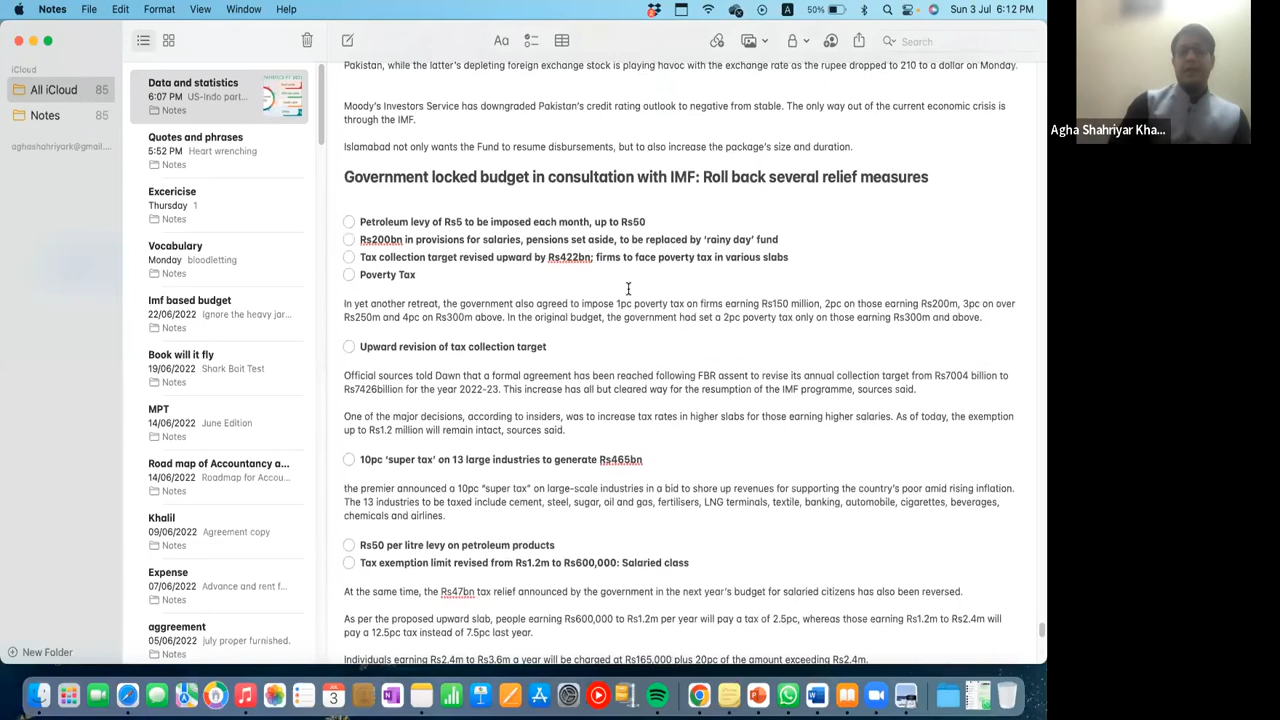 Notes File Edit Format View Window Help
A 50% Sun 3 Jul 6:12 PM
Search
iCloud
All iCloud 85
Notes 85
aghashahriyark@gmail....
New Folder
Data and statistics
6:07 PM US-Indo part...
Notes
Quotes and phrases
5:52 PM Heart wrenching
Notes
Excericise
Thursday 1
Notes
Vocabulary
Monday bloodletting
Notes
Imf based budget
22/06/2022 Ignore the heavy jar...
Notes
Book will it fly
19/06/2022 Shark Bait Test
Notes
MPT
14/06/2022 June Edition
Notes
Road map of Accountancy a...
14/06/2022 Roadmap for Accou...
Notes
Khalil
09/06/2022 Agreement copy
Notes
Expense
07/06/2022 Advance and rent f...
Notes
aggreement
05/06/2022 july proper furnished.
Notes
Pakistan, while the latter's depleting foreign exchange stock is playing havoc with the exchange rate as the rupee dropped to 210 to a dollar on Monday.
Moody's Investors Service has downgraded Pakistan's credit rating outlook to negative from stable. The only way out of the current economic crisis is
through the IMF.
Islamabad not only wants the Fund to resume disbursements, but to also increase the package's size and duration.
Government locked budget in consultation with IMF: Roll back several relief measures
Petroleum levy of Rs5 to be imposed each month, up to Rs50
Rs200bn in provisions for salaries, pensions set aside, to be replaced by 'rainy day' fund
Tax collection target revised upward by Rs422bn; firms to face poverty tax in various slabs
Poverty Tax
In yet another retreat, the government also agreed to impose 1pc poverty tax on firms earning Rs150 million, 2pc on those earning Rs200m, 3pc on over
Rs250m and 4pc on Rs300m above. In the original budget, the government had set a 2pc poverty tax only on those earning Rs300m and above.
Upward revision of tax collection target
Official sources told Dawn that a formal agreement has been reached following FBR assent to revise its annual collection target from Rs7004 billion to
Rs7426billion for the year 2022-23. This increase has all but cleared way for the resumption of the IMF programme, sources said.
One of the major decisions, according to insiders, was to increase tax rates in higher slabs for those earning higher salaries. As of today, the exemption
up to Rs1.2 million will remain intact, sources said.
10pc 'super tax' on 13 large industries to generate Rs465bn
the premier announced a 10pc "super tax" on large-scale industries in a bid to share up revenues for supporting the country's poor amid rising inflation.
The 13 industries to be taxed include cement, steel, sugar, oil and gas, fertilisers, LNG terminals, textile, banking, automobile, cigarettes, beverages,
chemicals and airlines.
Rs50 per litre levy on petroleum products
Tax exemption limit revised from Rs1.2m to Rs600,000: Salaried class
At the same time, the Rs47bn tax relief announced by the government in the next year's budget for salaried citizens has also been reversed.
As per the proposed upward slab, people earning Rs600,000 to Rs1.2m per year will pay a tax of 2.5pc, whereas those earning Rs1.2m to Rs2.4m will
pay a 12.5pc tax instead of 7.5pc last year.
Individuals earning Rs2.4m to Rs3.6m a year will be charged at Rs165,000 plus 20pc of the amount exceeding Rs2.4m.
Agha Shahriyar Kha...